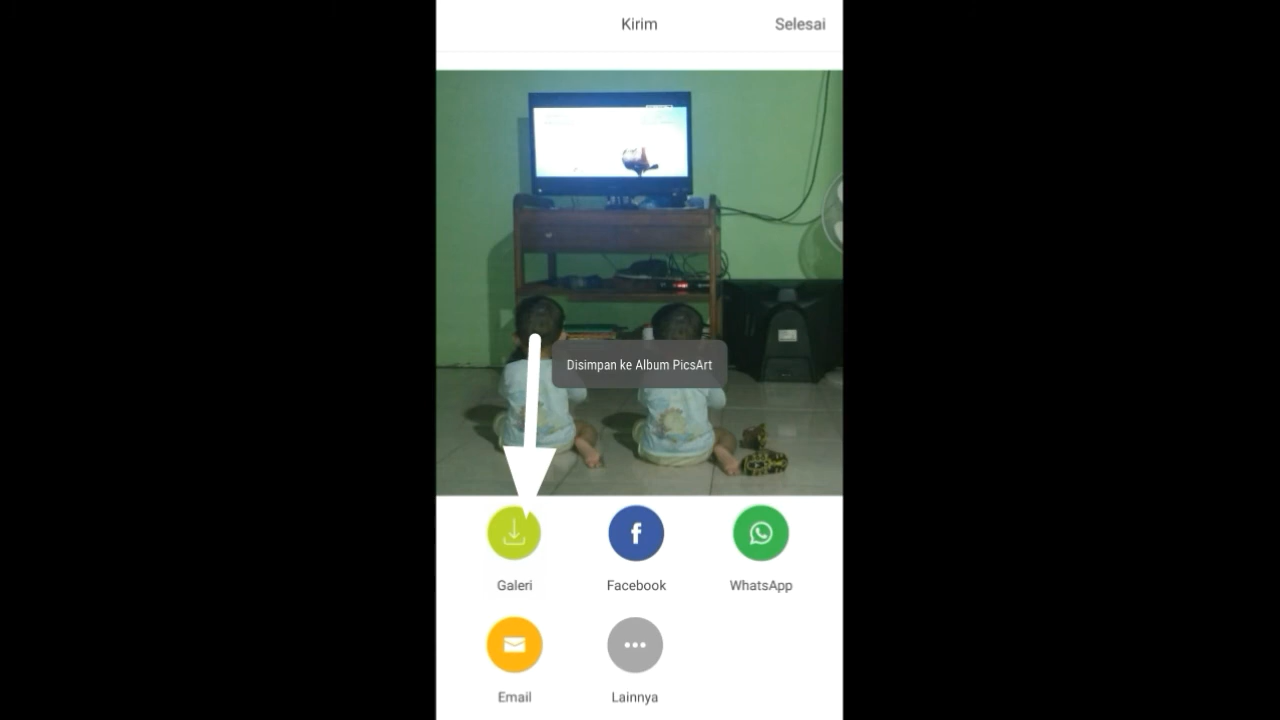 Kirim
Selesai
Disimpan ke Album PicsArt
Galeri
Facebook
WhatsApp
Email
Lainnya